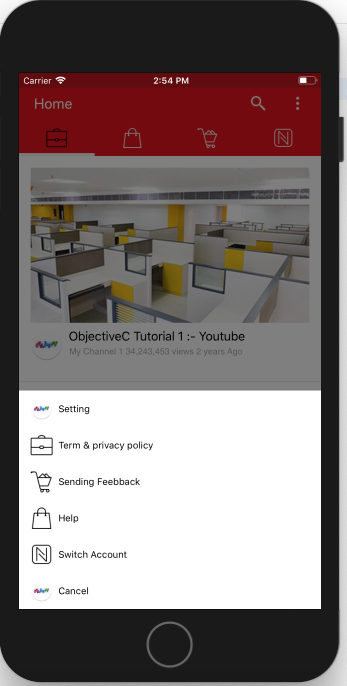 Carrier 2:54 PM
Home
ObjectiveC Tutorial 1 :- Youtube
My Channel 1 34,243,453 views 2 years Ago
Setting
Term & privacy policy
Sending Feebback
Help
Switch Account
Cancel